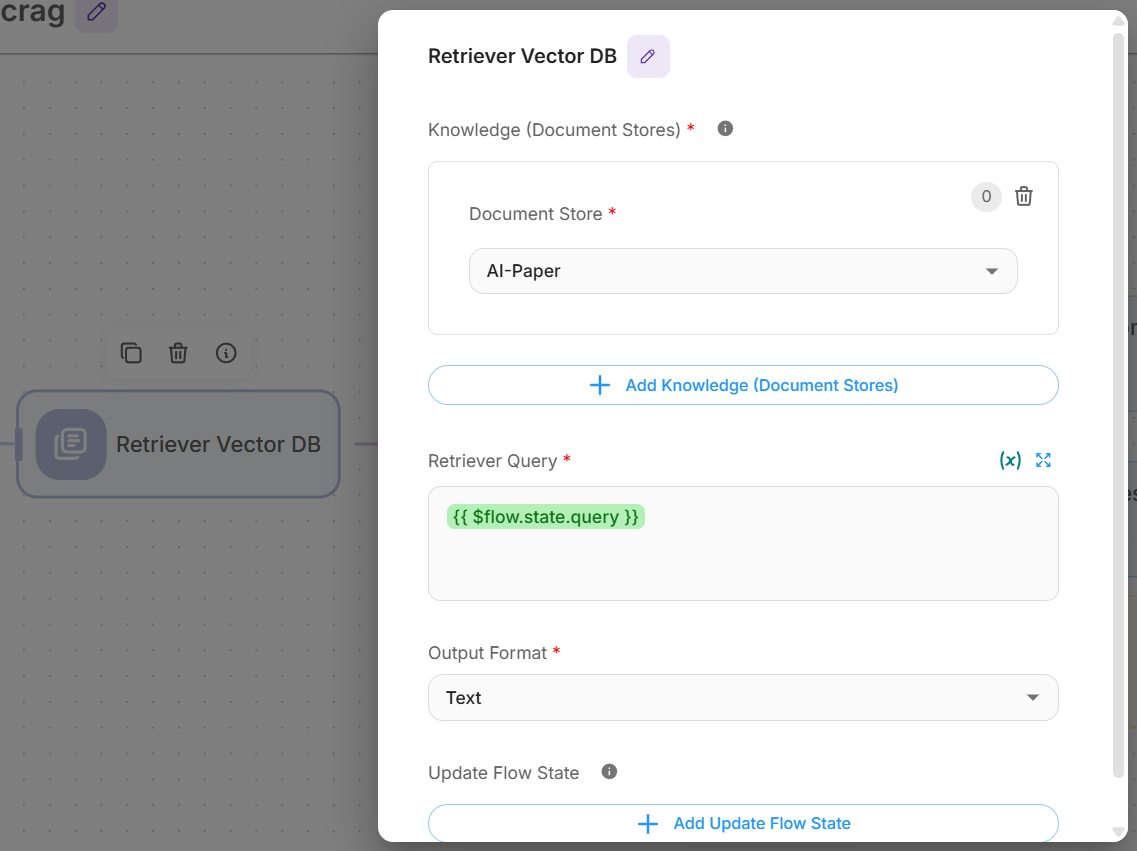 crag
Retriever Vector DB
Retriever Vector DB
Knowledge (Document Stores) *
0
Document Store *
AI-Paper
Add Knowledge (Document Stores)
Retriever Query *
(x)
{{ $flow.state.query }}
Output Format *
Text
Update Flow State
Add Update Flow State